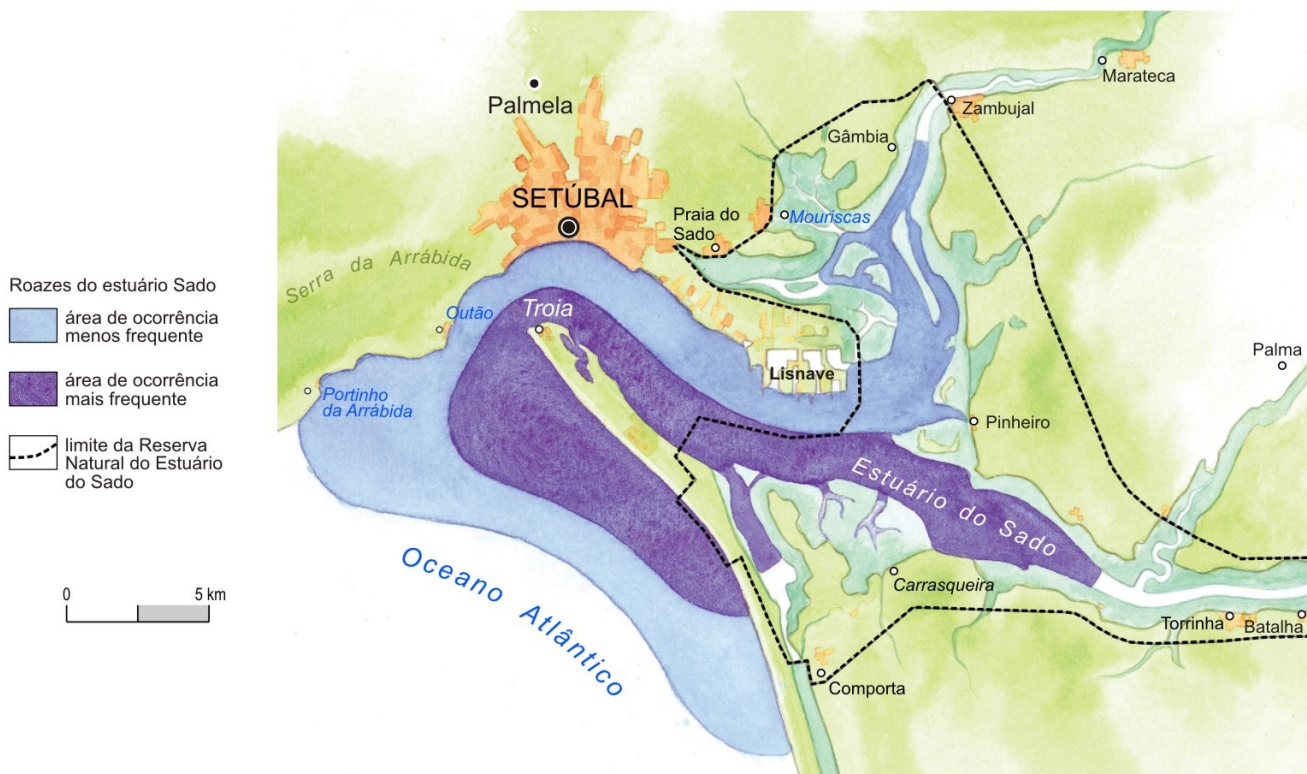 Marateca
Palmela
Zambujal
Gâmbia
SETÚBAL
Praia do
Sado
Mouriscas
Serra da Arrábida
Roazes do estuário Sado
área de ocorrência
menos frequente
área de ocorrência
mais frequente
limite da Reserva
Natural do Estuário
do Sado
0
5 km
Outão
Troia
Portinho
da Arrábida
Lisnave
Palma
Pinheiro
Estuário do Sado
Oceano Atlântico
Carrasqueira
Torrinha
Batalha
Comporta